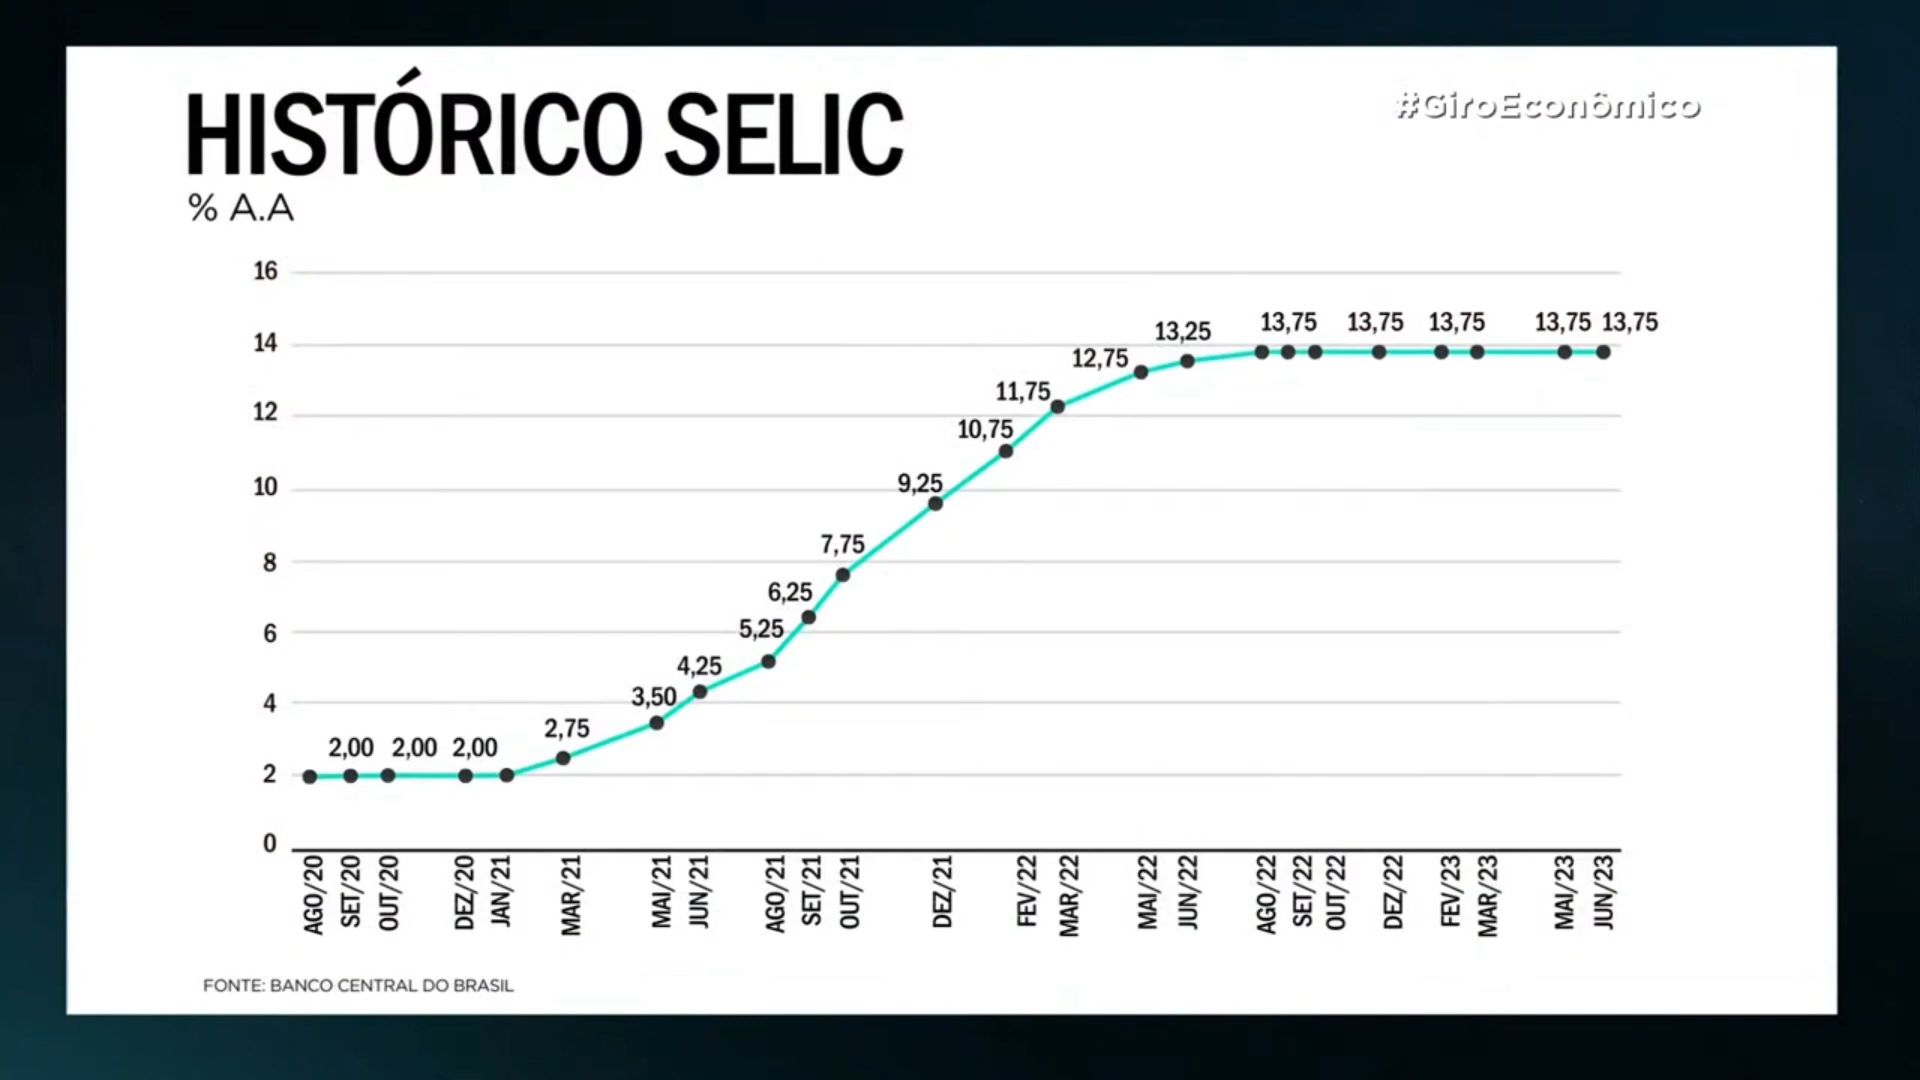 HISTÓRICO SELIC
#GiroEconômico
% A.A
16
14
12
10
8
6
4
2
0
2,00 2,00 2,00
2,75
3,50
4,25
5,25
6,25
7,75
9,25
10,75
11,75
12,75
13,25
13,75 13,75 13,75 13,75 13,75
AGO/20
SET/20
OUT/20
DEZ/20
JAN/21
MAR/21
MAI/21
JUN/21
AGO/21
SET/21
OUT/21
DEZ/21
FEV/22
MAR/22
MAI/22
JUN/22
AGO/22
SET/22
OUT/22
DEZ/22
FEV/23
MAR/23
MAI/23
JUN/23
FONTE: BANCO CENTRAL DO BRASIL